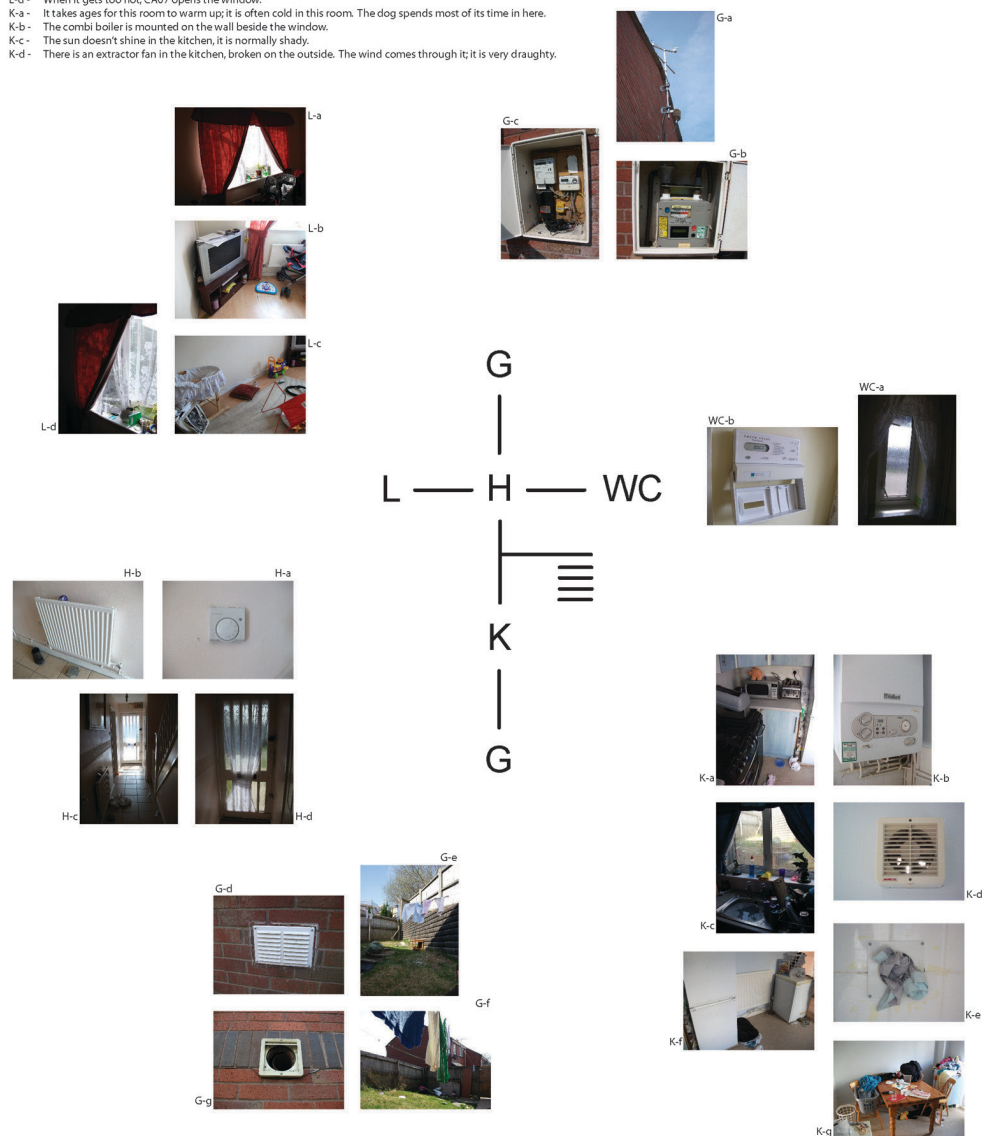 L-d - When it gets too hot, CA07 opens the window.
K-a - It takes ages for this room to warm up; it is often cold in this room. The dog spends most of its time in here.
K-b - The combi boiler is mounted on the wall beside the window.
K-c - The sun doesn't shine in the kitchen, it is normally shady.
K-d - There is an extractor fan in the kitchen, broken on the outside. The wind comes through it; it is very draughty.
G-a
L-a
G-c
G-b
L-b
L-c
L-d
G
WC-a
WC-b
L H WC
H-b H-a
K
K-a K-b
G
H-c H-d
G-e
G-d
K-c K-d
G-f
K-e
K-f
G-g
K-g